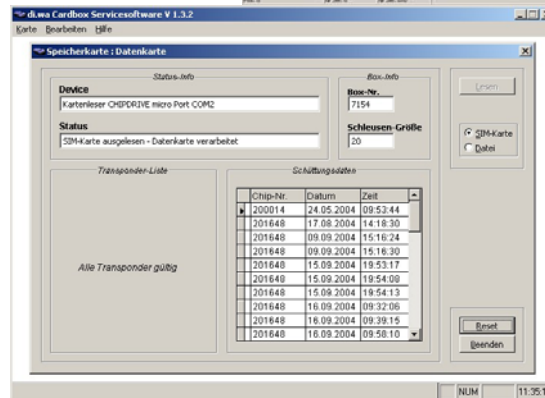 di.wa Cardbox Servicesoftware V 1.3.2
Karte Bearbeiten Hilfe
Speicherkarte : Datenkarte
Status-Info
Device
Kartenleser CHIPDRIVE micro Port COM2
Status
SIM-Karte ausgelesen - Datenkarte verarbeitet
Box-Info
Box-Nr.
7154
Schleusen-Größe
20
Lesen
SIM-Karte
Datei
Transponder-Liste
Alle Transponder gültig
Schüttungsdaten
Chip-Nr. Datum Zeit
200014 24.05.2004 09:53:44
201648 17.08.2004 14:18:30
201648 09.09.2004 15:16:24
201648 09.09.2004 15:16:30
201648 15.09.2004 19:53:17
201648 15.09.2004 19:54:08
201648 15.09.2004 19:54:13
201648 16.09.2004 09:32:06
201648 16.09.2004 09:39:15
201648 16.09.2004 09:58:10
Reset
Beenden
NUM 11:35:1